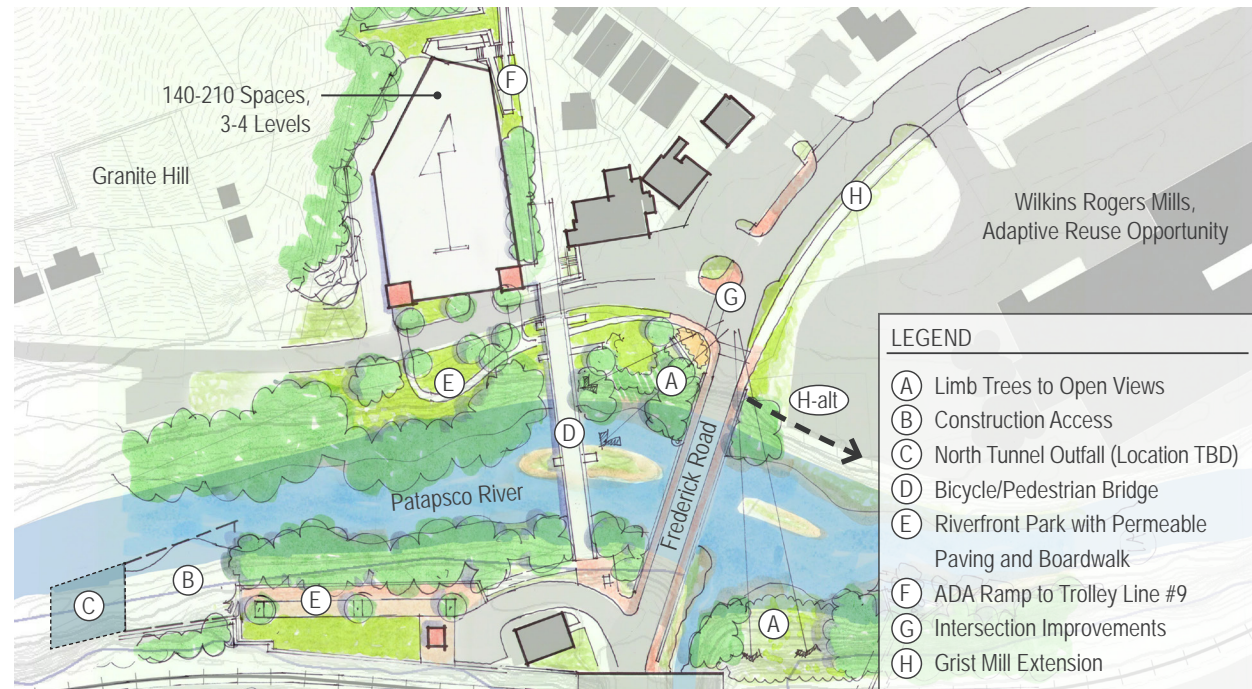 140-210 Spaces,
3-4 Levels
F
Granite Hill
H
Wilkins Rogers Mills,
Adaptive Reuse Opportunity
G
E
A
H-alt
D
Frederick Road
Patapsco River
B
E
C
A
LEGEND
A Limb Trees to Open Views
B Construction Access
C North Tunnel Outfall (Location TBD)
D Bicycle/Pedestrian Bridge
E Riverfront Park with Permeable
Paving and Boardwalk
F ADA Ramp to Trolley Line #9
G Intersection Improvements
H Grist Mill Extension